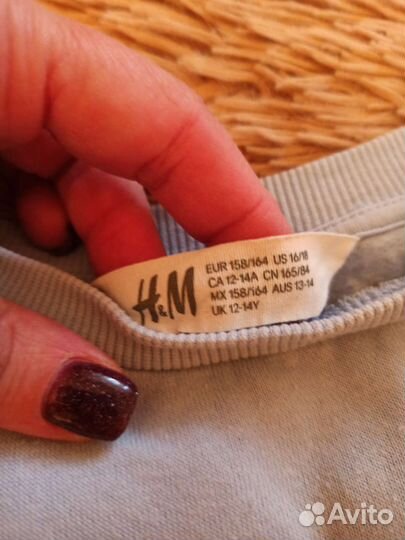 H&M
EUR 158/164 US 16/18
CA 12-14A CN 165/84
MX 158/164 AUS 13-14
UK 12-14Y
Avito